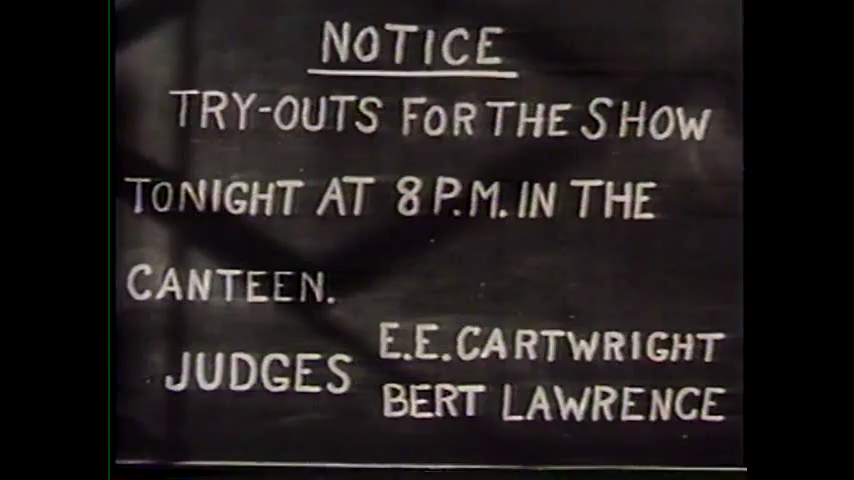 NOTICE
TRY-OUTS FOR THE SHOW
TONIGHT AT 8 P.M. IN THE
CANTEEN.
JUDGES E.E. CARTWRIGHT
BERT LAWRENCE